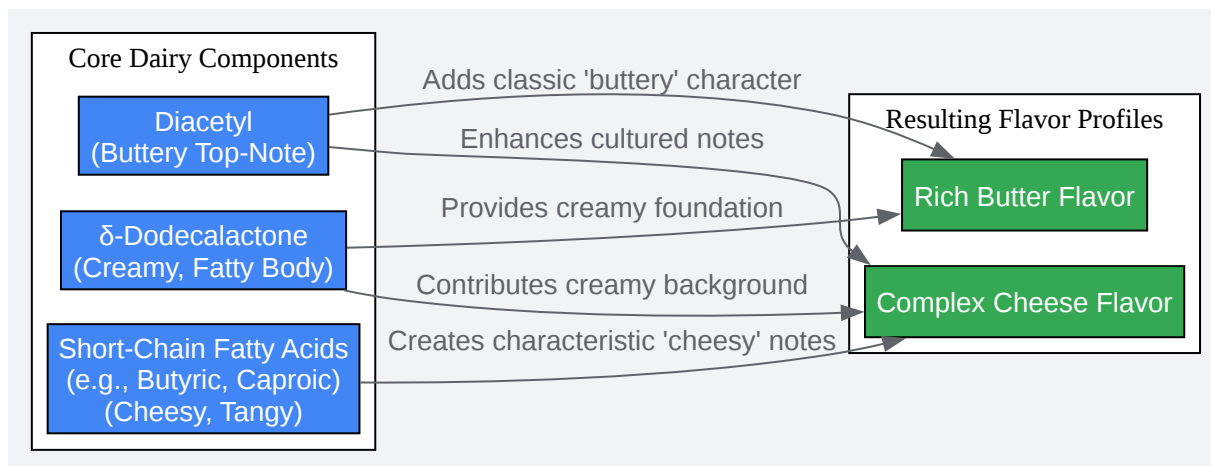 Core Dairy Components
Diacetyl
(Buttery Top-Note)
δ-Dodecalactone
(Creamy, Fatty Body)
Short-Chain Fatty Acids
(e.g., Butyric, Caproic)
(Cheesy, Tangy)
Adds classic 'buttery' character
Enhances cultured notes
Provides creamy foundation
Contributes creamy background
Creates characteristic 'cheesy' notes
Resulting Flavor Profiles
Rich Butter Flavor
Complex Cheese Flavor